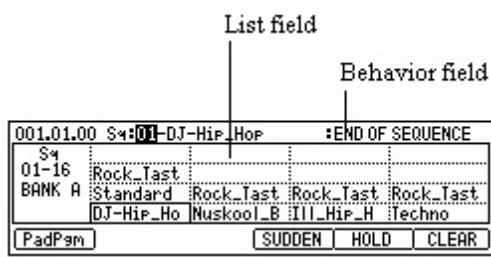 List field
Behavior field
001.01.00 Sq:01-DJ-Hip_Hop :END OF SEQUENCE
Sq
01-16 Rock_Tast
BANK A Standard Rock_Tast Rock_Tast Rock_Tast
DJ-Hip_Ho Nuskool_B Ill_Hip_H Techno
PadPgm SUDDEN HOLD CLEAR